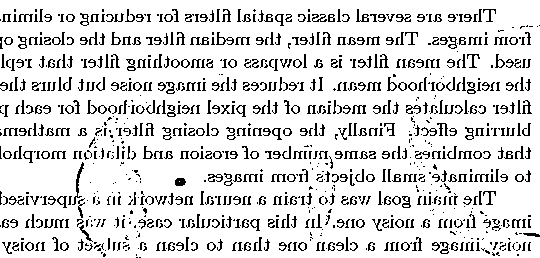 There are several classic spatial filters for reducing or elimina
from images. The mean filter, the median filter and the closing op
used. The mean filter is a lowpass or smoothing filter that repl
the neighborhood mean. It reduces the image noise but blurs the
filter calculates the median of the pixel neighborhood for each p
blurring effect. Finally, the opening closing filter is a mathema
that combines the same number of erosion and dilation morphol
to eliminate small objects from images.
The main goal was to train a neural network in a supervised
image from a noisy one. In this particular case, it was much ea
noisy image from a clean one than to clean a subset of noisy